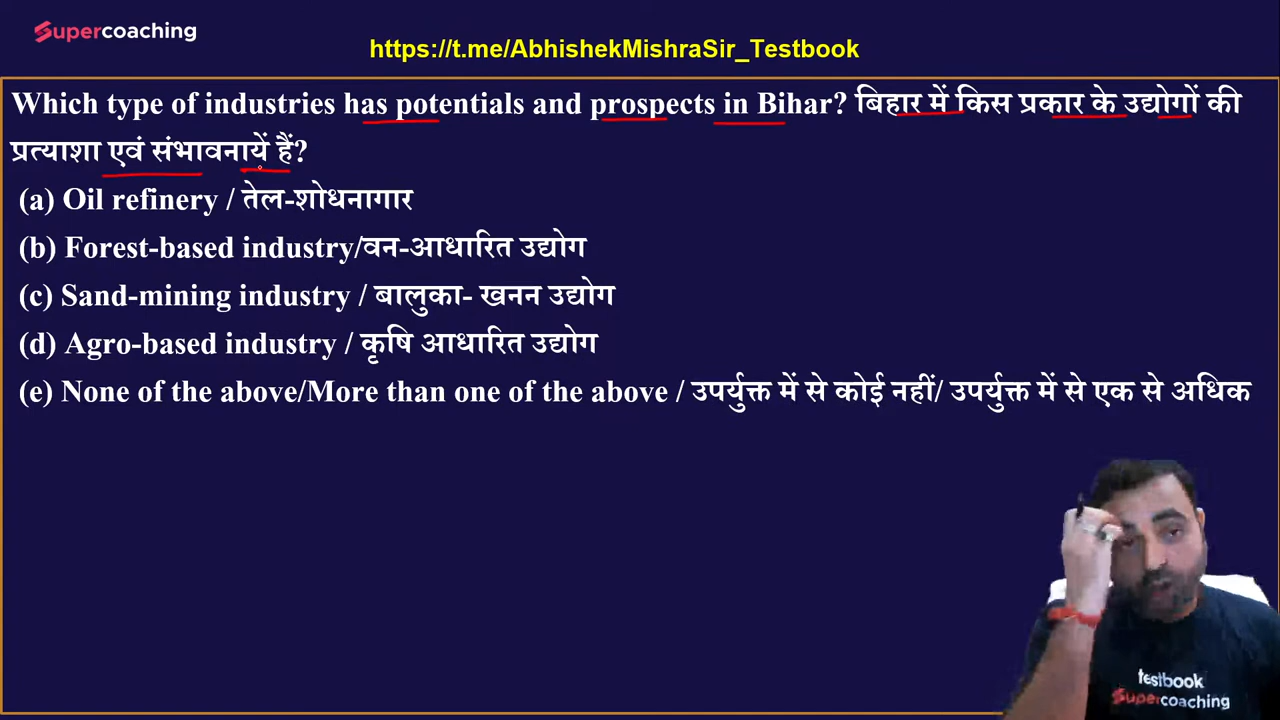 Supercoaching
https://t.me/AbhishekMishraSir_Testbook
Which type of industries has potentials and prospects in Bihar? बिहार में किस प्रकार के उद्योगों की
प्रत्याशा एवं संभावनायें हैं?
(a) Oil refinery / तेल-शोधनागार
(b) Forest-based industry/वन-आधारित उद्योग
(c) Sand-mining industry / बालुका- खनन उद्योग
(d) Agro-based industry / कृषि आधारित उद्योग
(e) None of the above/More than one of the above / उपर्युक्त में से कोई नहीं/ उपर्युक्त में से एक से अधिक
testbook
Supercoaching